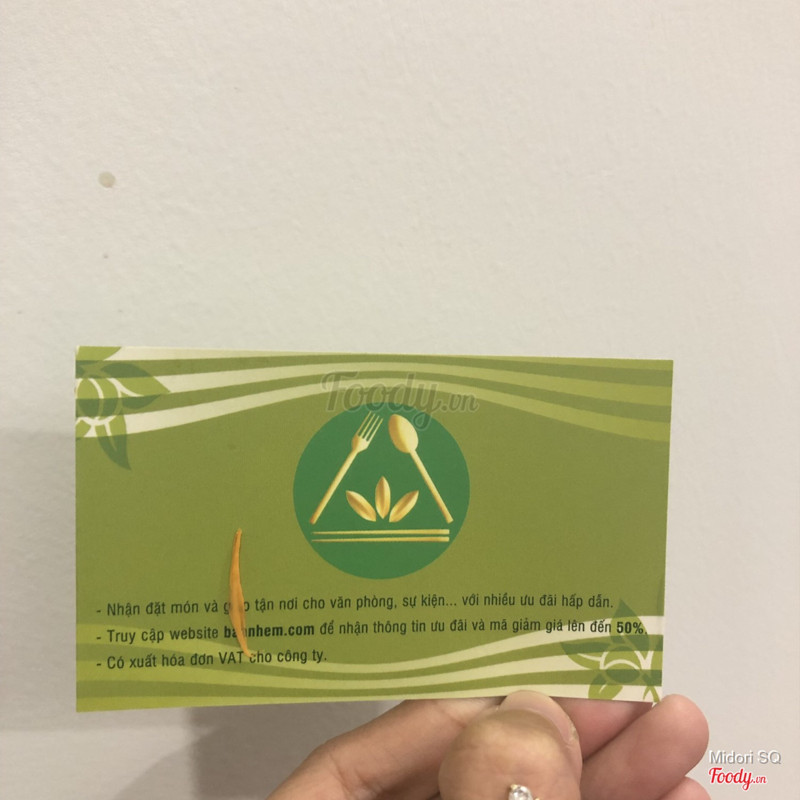 Foody.vn
- Nhận đặt món và giao tận nơi cho văn phòng, sự kiện... với nhiều ưu đãi hấp dẫn.
- Truy cập website để nhận thông tin ưu đãi và mã giảm giá lên đến 50%.
- Có xuất hóa đơn VAT cho công ty.
Midori SQ
Foody.vn